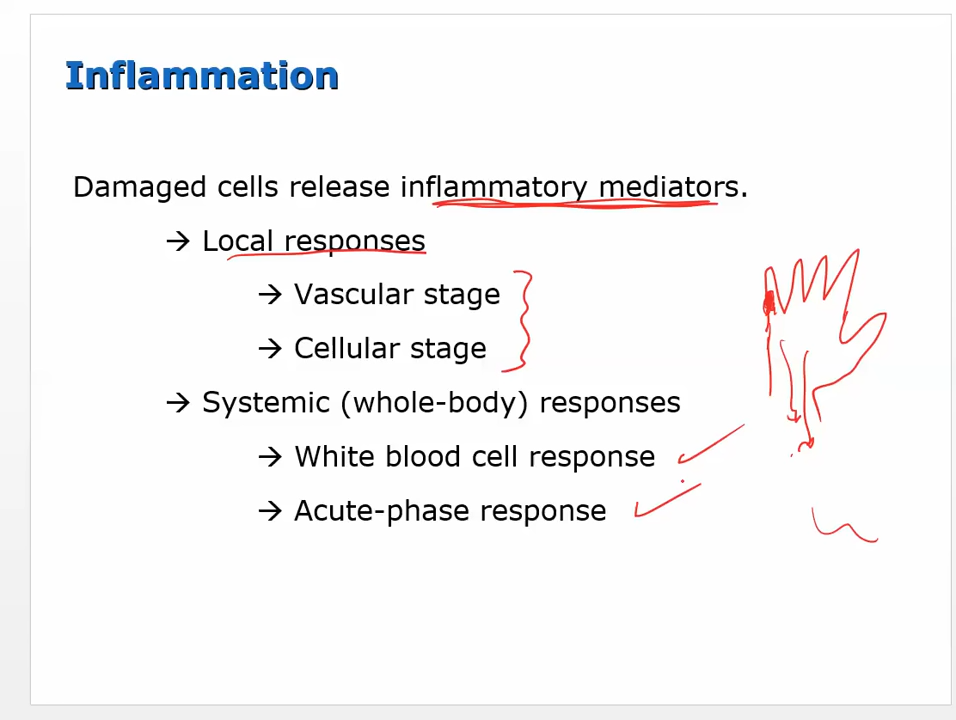 Inflammation
Damaged cells release inflammatory mediators.
→ Local responses
→ Vascular stage
→ Cellular stage
→ Systemic (whole-body) responses
→ White blood cell response
→ Acute-phase response